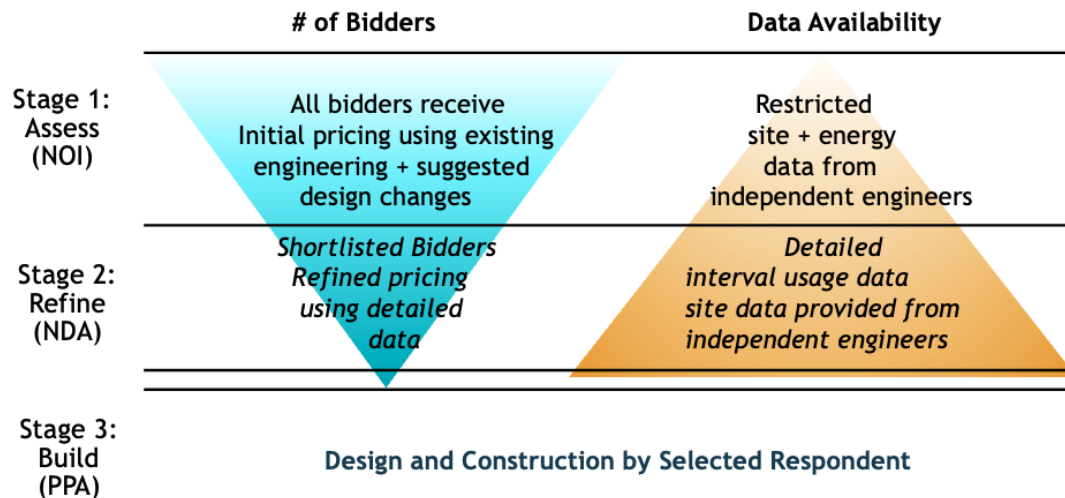 # of Bidders
Data Availability
Stage 1:
Assess
(NOI)
All bidders receive
Initial pricing using existing
engineering + suggested
design changes
Restricted
site + energy
data from
independent engineers
Stage 2:
Refine
(NDA)
Shortlisted Bidders
Refined pricing
using detailed
data
Detailed
interval usage data
site data provided from
independent engineers
Stage 3:
Build
(PPA)
Design and Construction by Selected Respondent